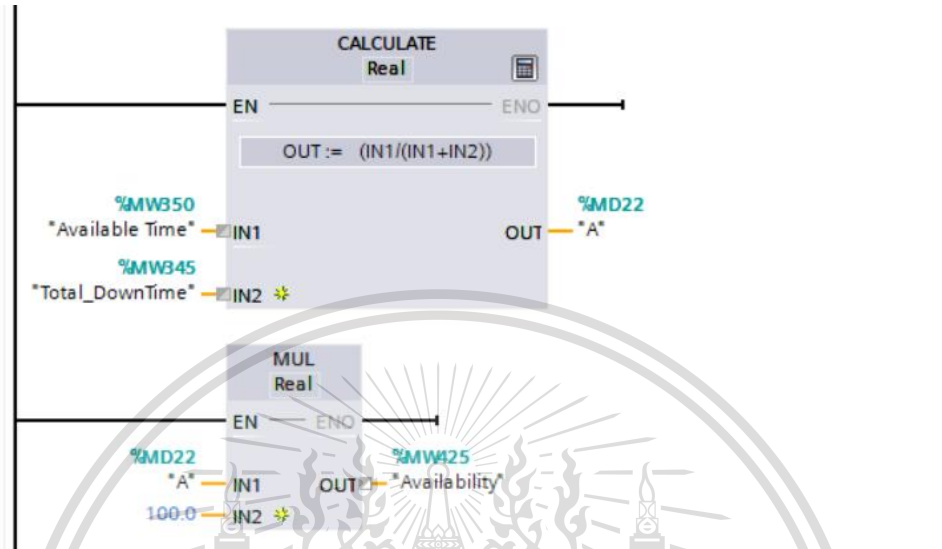 CALCULATE
Real
EN ENO
OUT := (IN1/(IN1+IN2))
%MW350
"Available Time" IN1
%MD22
OUT "A"
%MW345
"Total_DownTime" IN2
MUL
Real
EN ENO
%MD22
"A" IN1
%MW425
OUT "Availability"
100.0 IN2